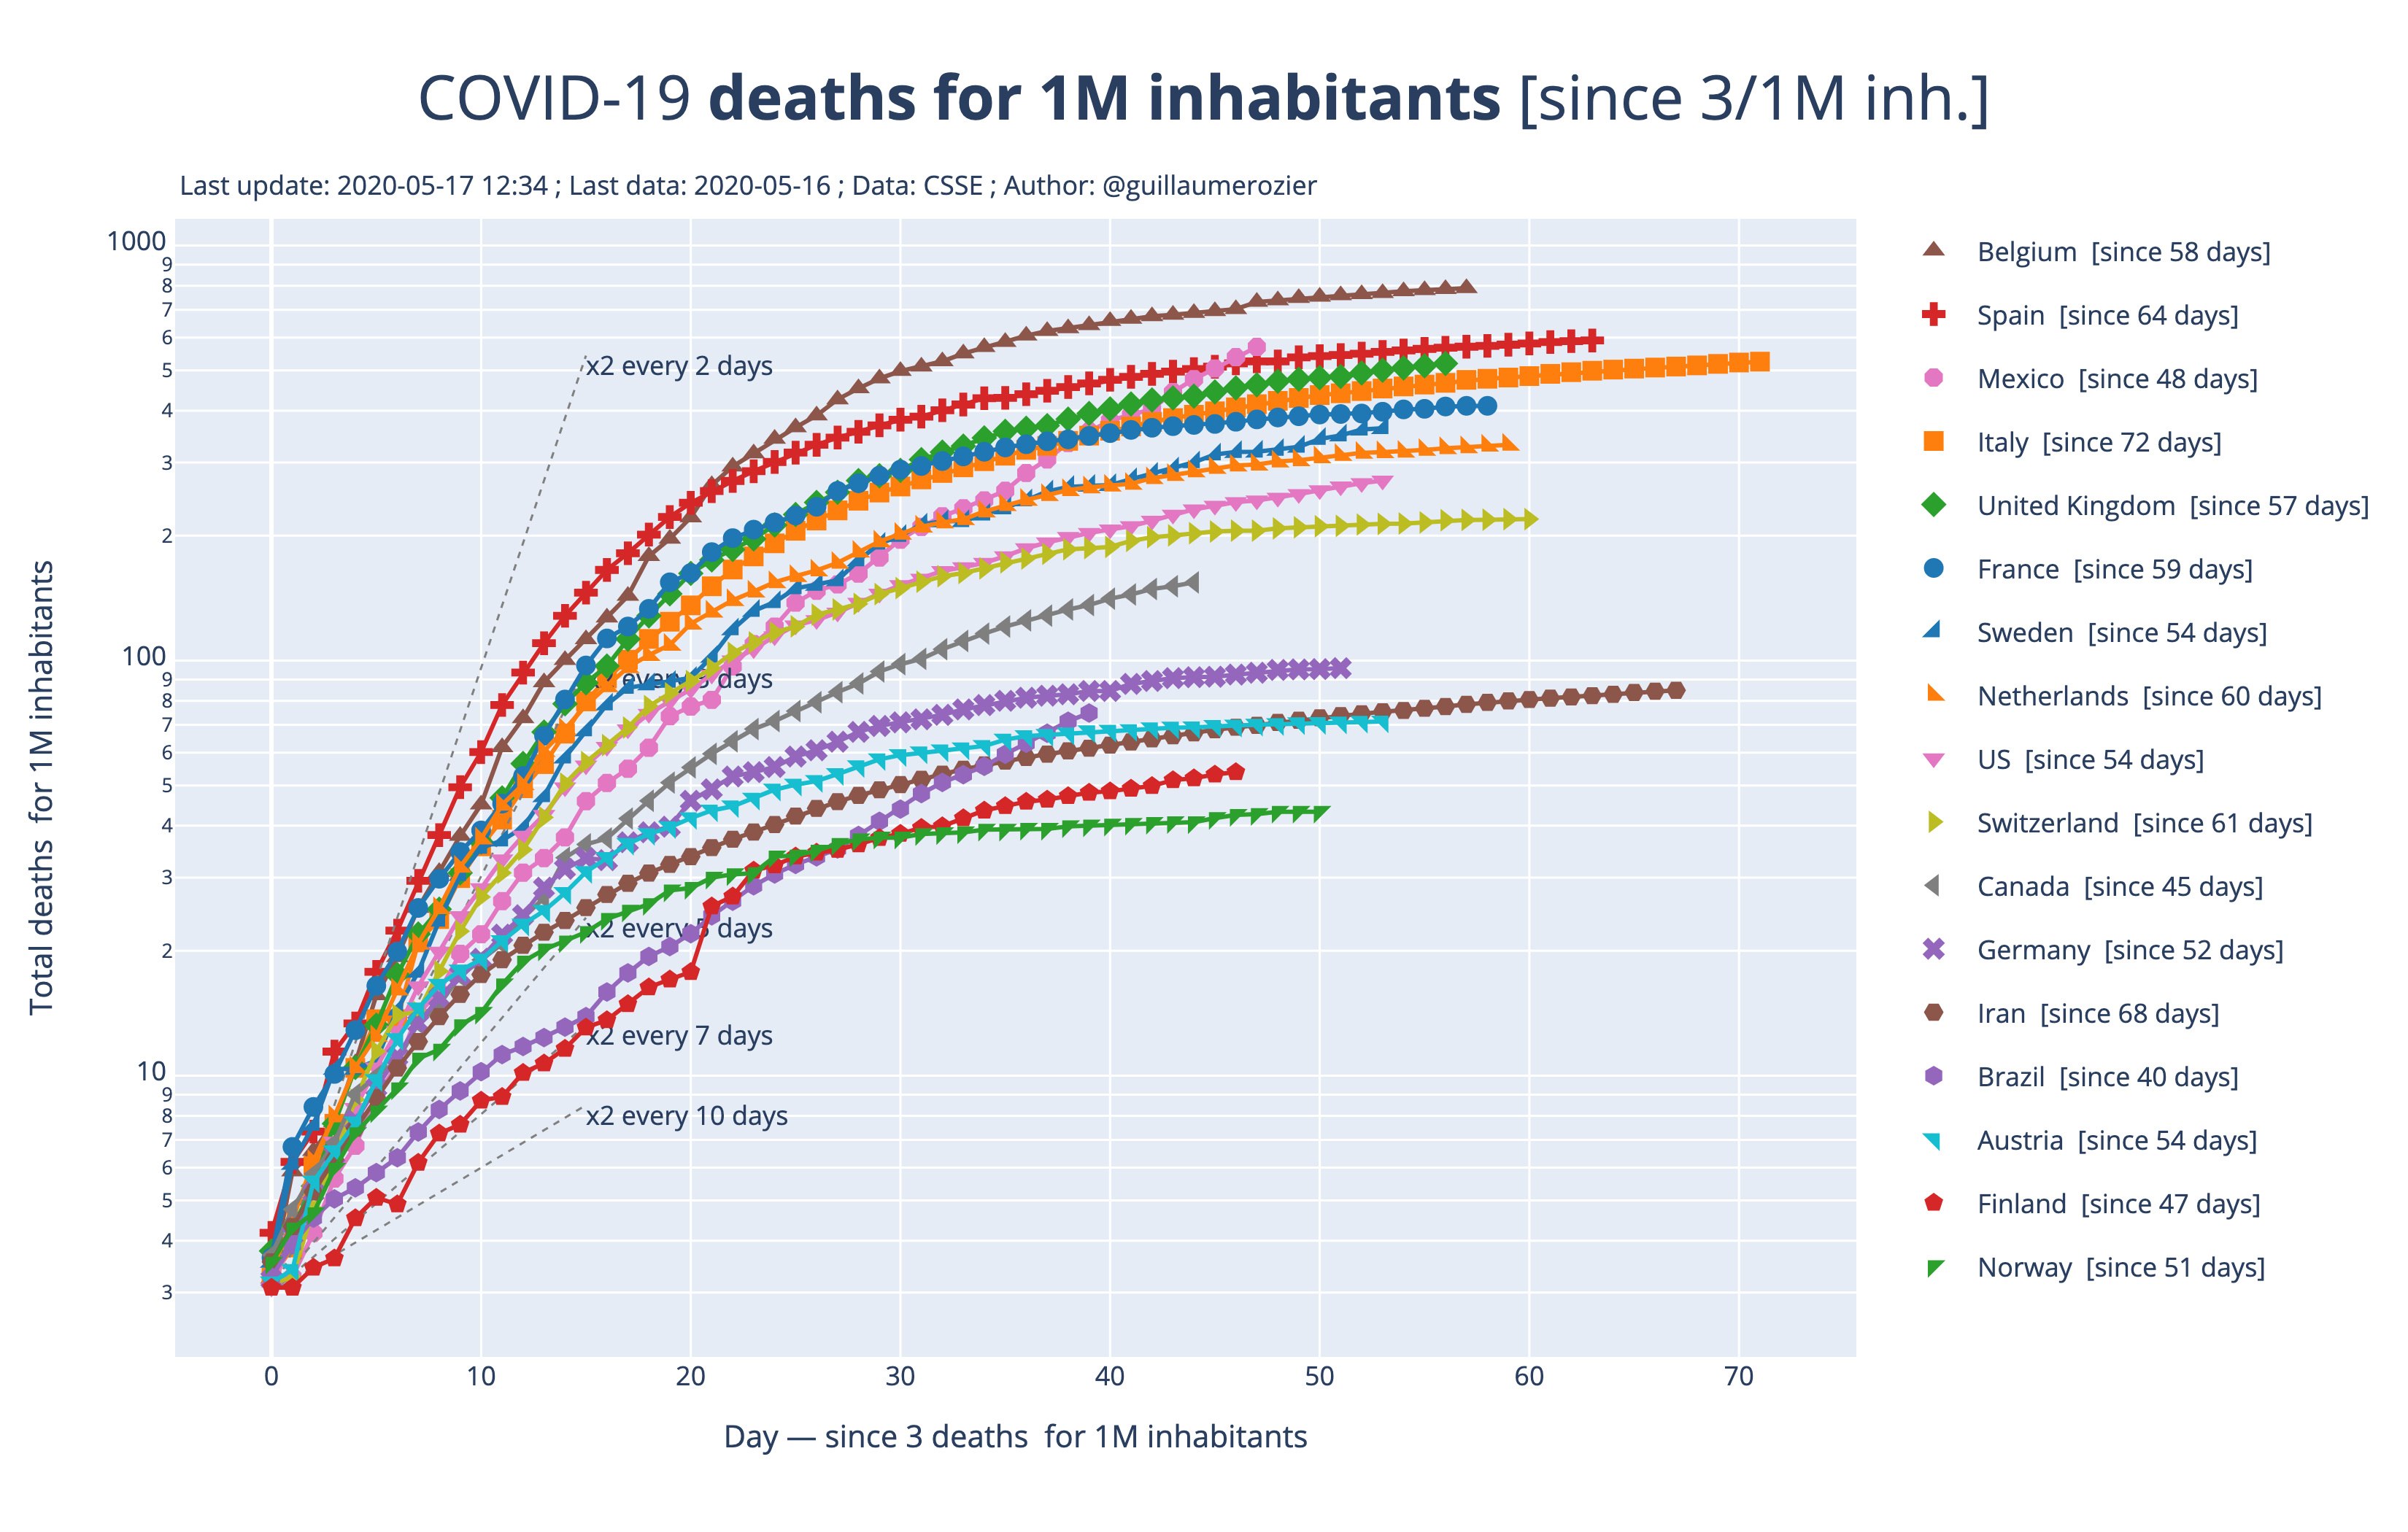 COVID-19 deaths for 1M inhabitants [since 3/1M inh.]
Last update: 2020-05-17 12:34 ; Last data: 2020-05-16 ; Data: CSSE ; Author: @guillaumerozier
Total deaths for 1M inhabitants
1000
9
8
7
6
5
4
3
2
100
9
8
7
6
5
4
3
2
10
9
8
7
6
5
4
3
x2 every 2 days
every days
x2 every 5 days
x2 every 7 days
x2 every 10 days
0 10 20 30 40 50 60 70
Day — since 3 deaths for 1M inhabitants
Belgium [since 58 days]
Spain [since 64 days]
Mexico [since 48 days]
Italy [since 72 days]
United Kingdom [since 57 days]
France [since 59 days]
Sweden [since 54 days]
Netherlands [since 60 days]
US [since 54 days]
Switzerland [since 61 days]
Canada [since 45 days]
Germany [since 52 days]
Iran [since 68 days]
Brazil [since 40 days]
Austria [since 54 days]
Finland [since 47 days]
Norway [since 51 days]